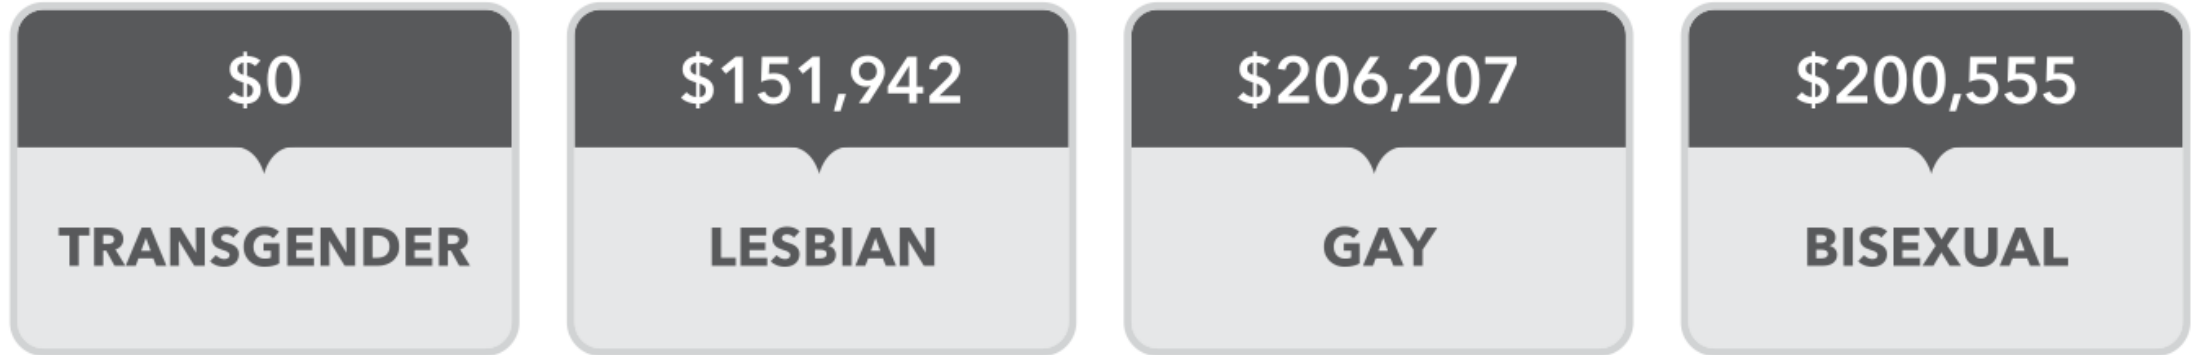 $0
TRANSGENDER
$151,942
LESBIAN
$206,207
GAY
$200,555
BISEXUAL